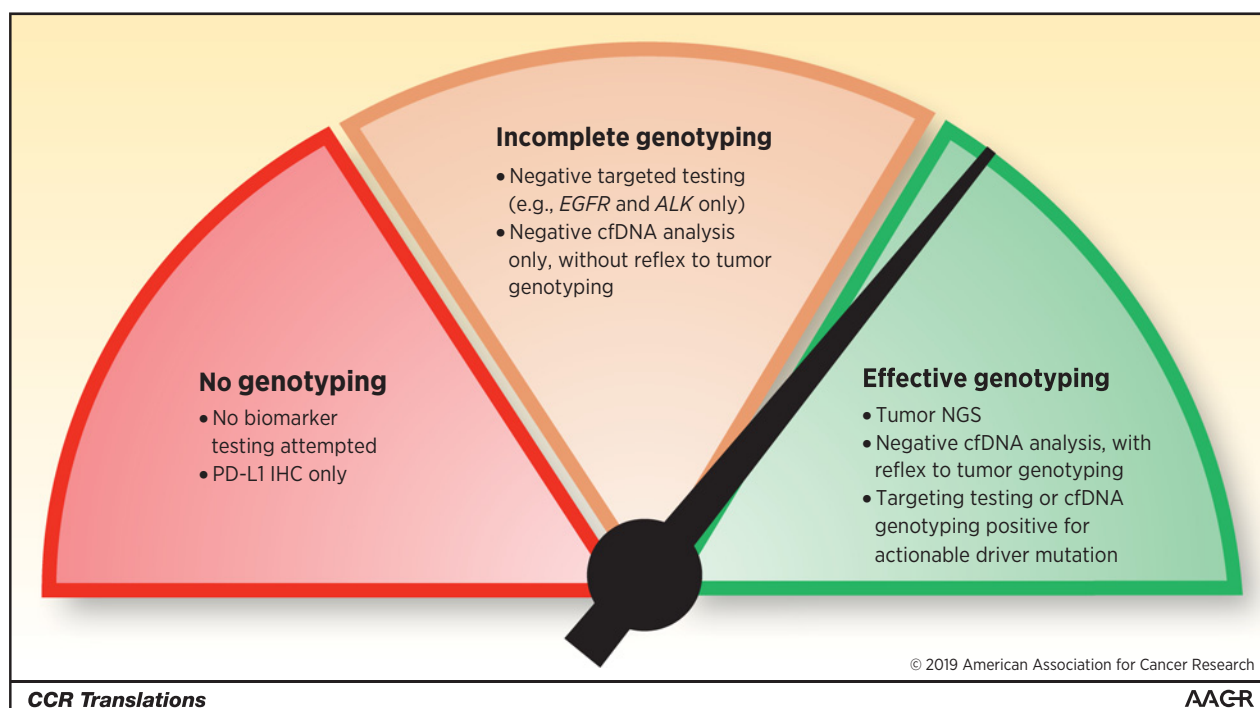 Incomplete genotyping
• Negative targeted testing
(e.g., EGFR and ALK only)
• Negative cfDNA analysis
only, without reflex to tumor
genotyping
No genotyping
• No biomarker
testing attempted
• PD-L1 IHC only
Effective genotyping
• Tumor NGS
• Negative cfDNA analysis, with
reflex to tumor genotyping
• Targeting testing or cfDNA
genotyping positive for
actionable driver mutation
© 2019 American Association for Cancer Research
CCR Translations
AACR